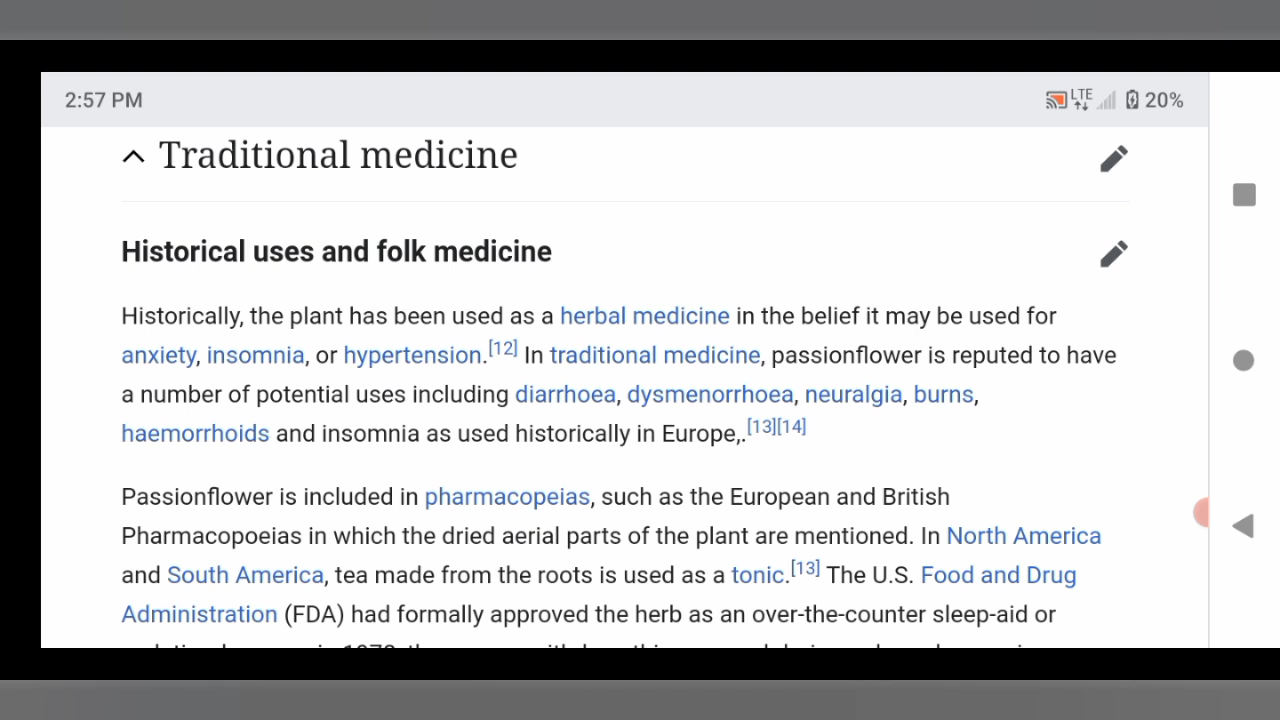 2:57 PM
LTE
20%
Traditional medicine
Historical uses and folk medicine
Historically, the plant has been used as a herbal medicine in the belief it may be used for
anxiety, insomnia, or hypertension.[12] In traditional medicine, passionflower is reputed to have
a number of potential uses including diarrhoea, dysmenorrhoea, neuralgia, burns,
haemorrhoids and insomnia as used historically in Europe,.[13][14]
Passionflower is included in pharmacopeias, such as the European and British
Pharmacopoeias in which the dried aerial parts of the plant are mentioned. In North America
and South America, tea made from the roots is used as a tonic.[13] The U.S. Food and Drug
Administration (FDA) had formally approved the herb as an over-the-counter sleep-aid or